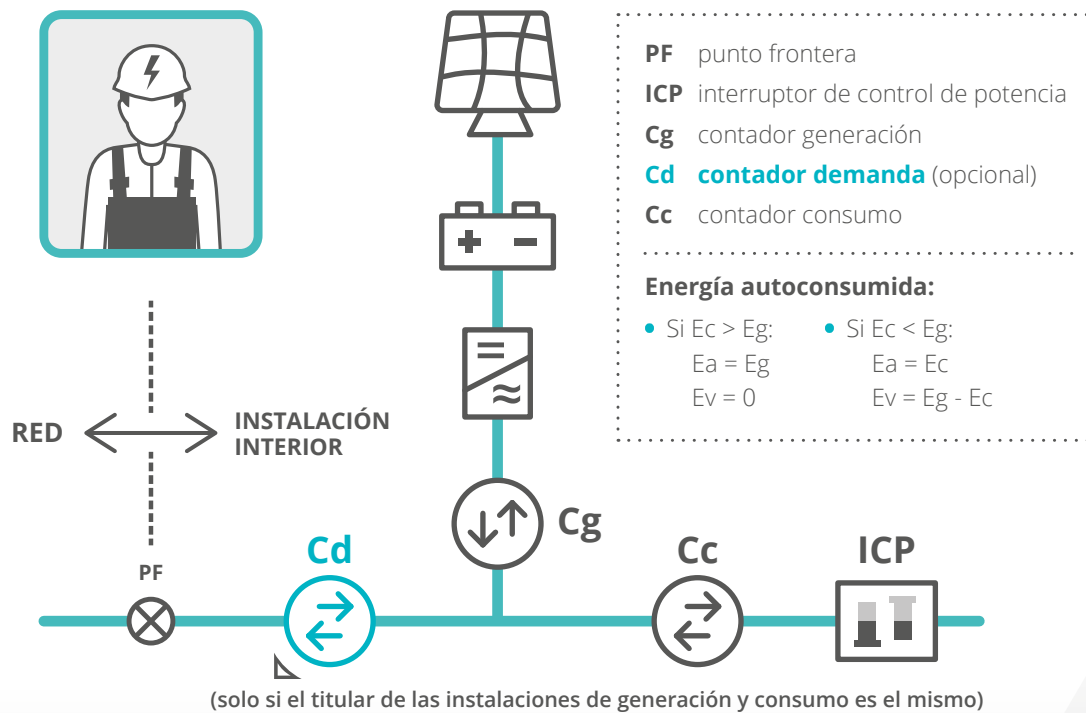 PF punto frontera
ICP interruptor de control de potencia
Cg contador generación
Cd contador demanda (opcional)
Cc contador consumo
Energía autoconsumida:
• Si Ec > Eg:
Ea = Eg
Ev = 0
• Si Ec < Eg:
Ea = Ec
Ev = Eg - Ec
RED
INSTALACIÓN
INTERIOR
Cg
PF
Cd
Cc
ICP
(solo si el titular de las instalaciones de generación y consumo es el mismo)